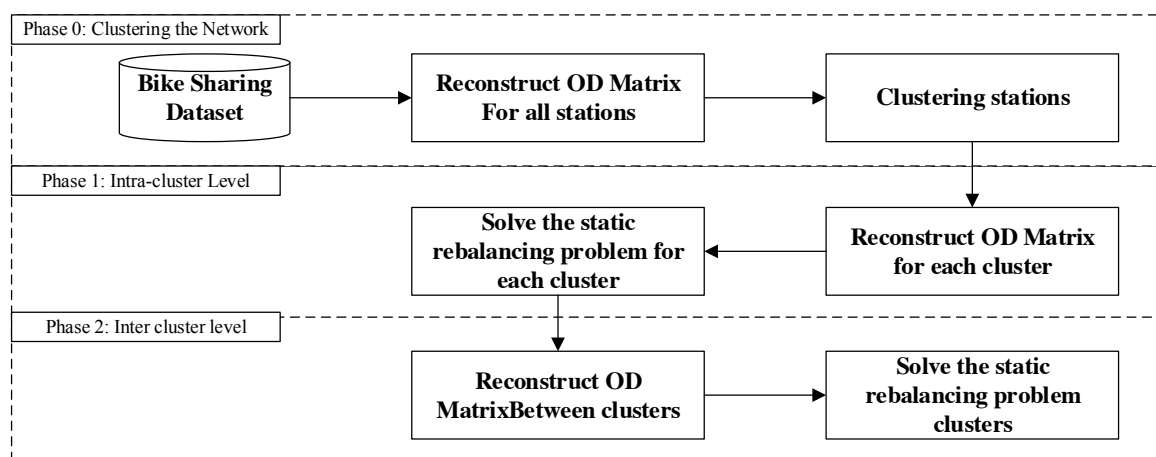 Phase 0: Clustering the Network
Bike Sharing
Dataset
Reconstruct OD Matrix
For all stations
Clustering stations
Phase 1: Intra-cluster Level
Solve the static
rebalancing problem for
each cluster
Reconstruct OD Matrix
for each cluster
Phase 2: Inter cluster level
Reconstruct OD
MatrixBetween clusters
Solve the static
rebalancing problem
clusters